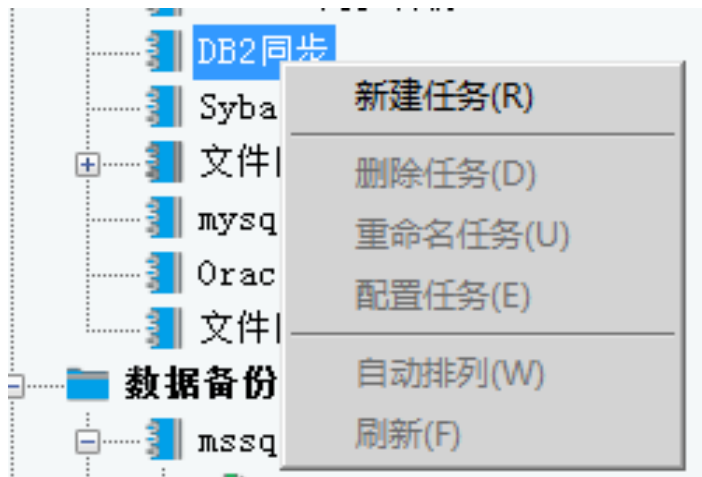 DB2同步
Syba
文件
mysq
Orac
文件
数据备份
mssq
新建任务(R)
删除任务(D)
重命名任务(U)
配置任务(E)
自动排列(W)
刷新(F)